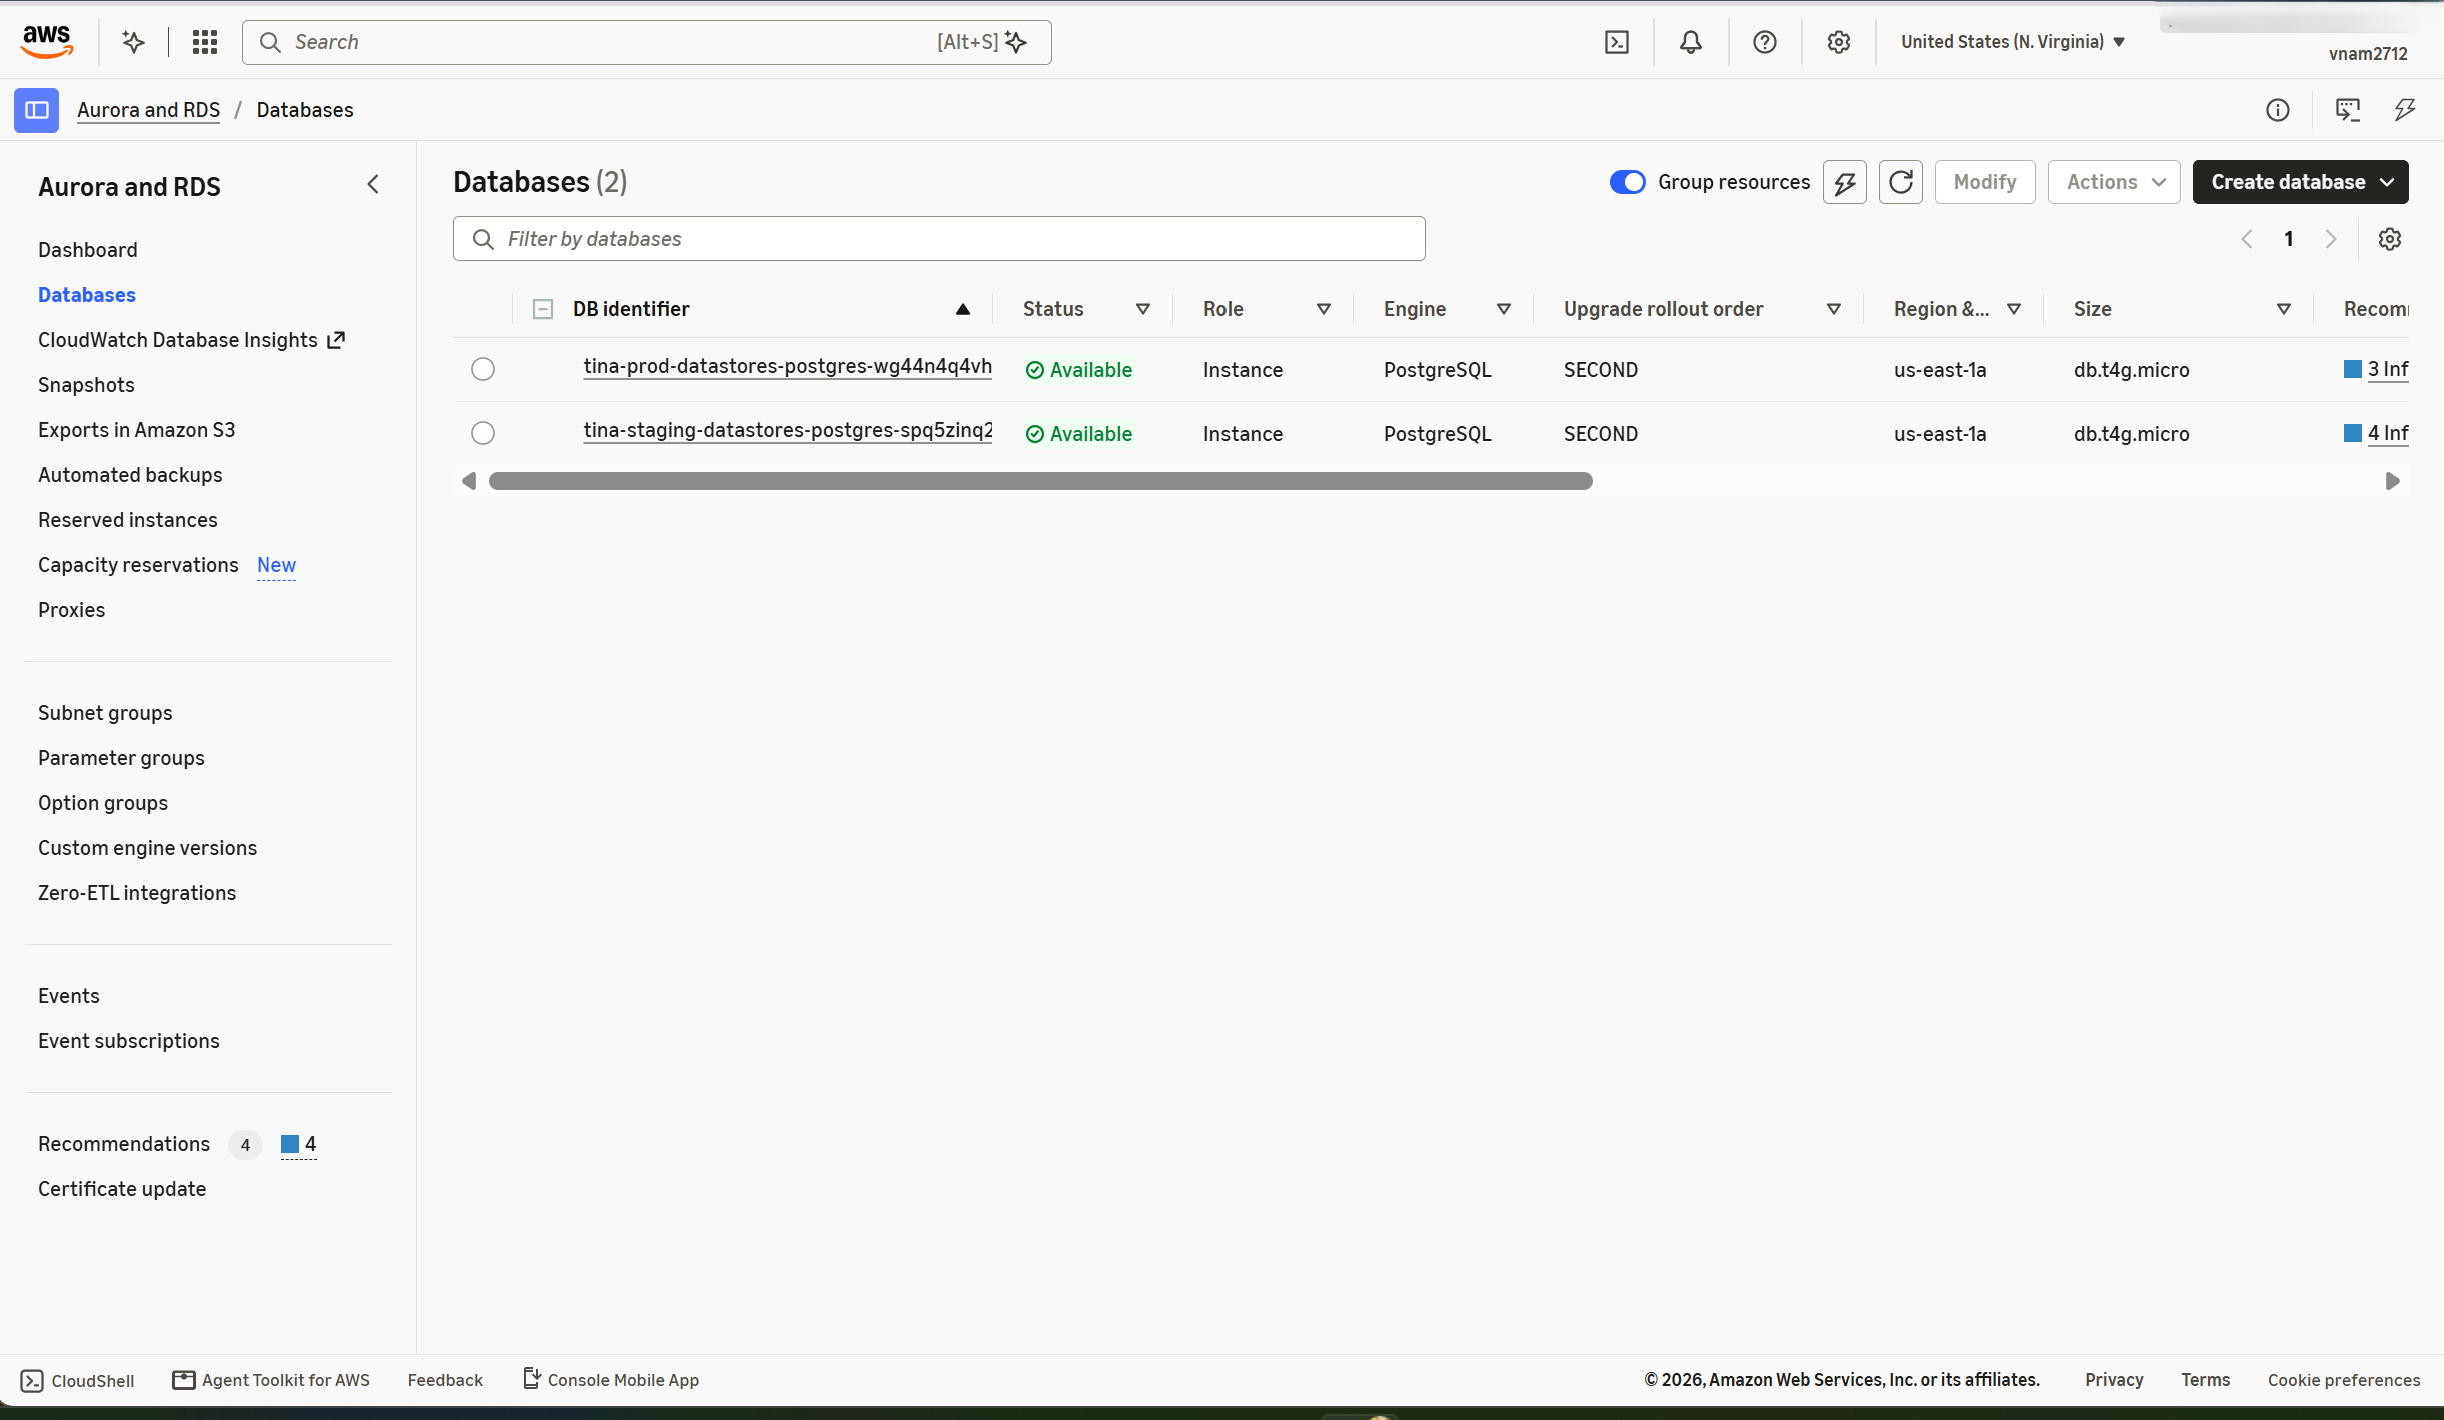 aws
Search [Alt+S]
United States (N. Virginia)
vnam2712
Aurora and RDS / Databases
Aurora and RDS
Dashboard
Databases
CloudWatch Database Insights
Snapshots
Exports in Amazon S3
Automated backups
Reserved instances
Capacity reservations New
Proxies
Subnet groups
Parameter groups
Option groups
Custom engine versions
Zero-ETL integrations
Events
Event subscriptions
Recommendations 4 4
Certificate update
Databases (2)
Group resources Modify Actions Create database
Filter by databases
1
DB identifier Status Role Engine Upgrade rollout order Region &... Size Recom
tina-prod-datastores-postgres-wg44n4q4vh Available Instance PostgreSQL SECOND us-east-1a db.t4g.micro 3 Inf
tina-staging-datastores-postgres-spq5zinq2 Available Instance PostgreSQL SECOND us-east-1a db.t4g.micro 4 Inf
CloudShell Agent Toolkit for AWS Feedback Console Mobile App © 2026, Amazon Web Services, Inc. or its affiliates. Privacy Terms Cookie preferences